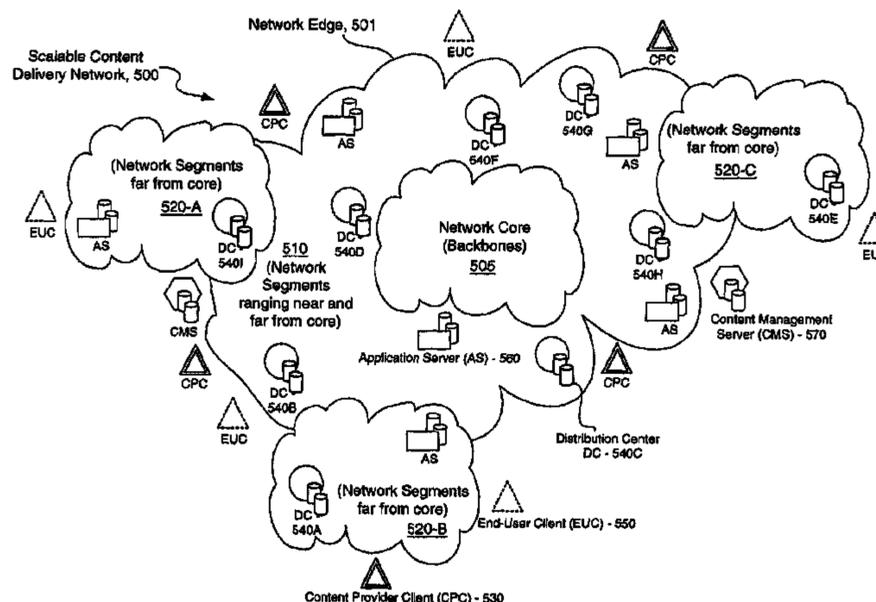 Network Edge, 501
EUC
Scalable Content
Delivery Network, 500
CPC
CPC
AS
DC
540F
DC
540G
AS
(Network Segments
far from core)
520-A
(Network Segments
far from core)
520-C
EUC
AS
DC
540I
510
(Network
Segments
ranging near and
far from core)
DC
540D
Network Core
(Backbones)
505
DC
540H
DC
540E
EU
CMS
AS
Content Management
Server (CMS) - 570
Application Server (AS) - 560
CPC
DC
540B
CPC
EUC
AS
Distribution Center
DC - 540C
DC
540A
(Network Segments
far from core)
520-B
End-User Client (EUC) - 550
Content Provider Client (CPC) - 530